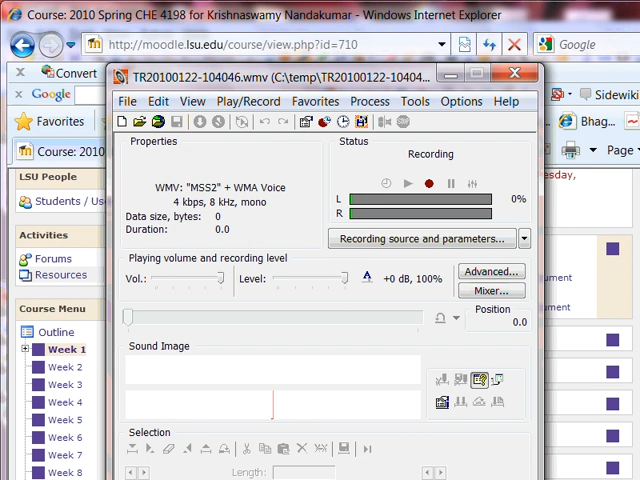 Course: 2010 Spring CHE 4198 for Krishnaswamy Nandakumar - Windows Internet Explorer
http://moodle.lsu.edu/course/view.php?id=710
Google
Convert
Google
Sidewiki
Favorites
Bhag...
Course: 2010
Page
TR20100122-104046.wmv (C:\temp\TR20100122-10404...
File Edit View Play/Record Favorites Process Tools Options Help
Properties
WMV: "MSS2" + WMA Voice
4 kbps, 8 kHz, mono
Data size, bytes: 0
Duration: 0.0
Status
Recording
L
R
0%
Recording source and parameters...
Playing volume and recording level
Vol.:
Level:
+0 dB, 100%
Advanced...
Mixer...
Position
0.0
Sound Image
Selection
Length:
LSU People
Students / Us
Activities
Forums
Resources
Course Menu
Outline
Week 1
Week 2
Week 3
Week 4
Week 5
Week 6
Week 7
Week 8
esday,
ument
ument